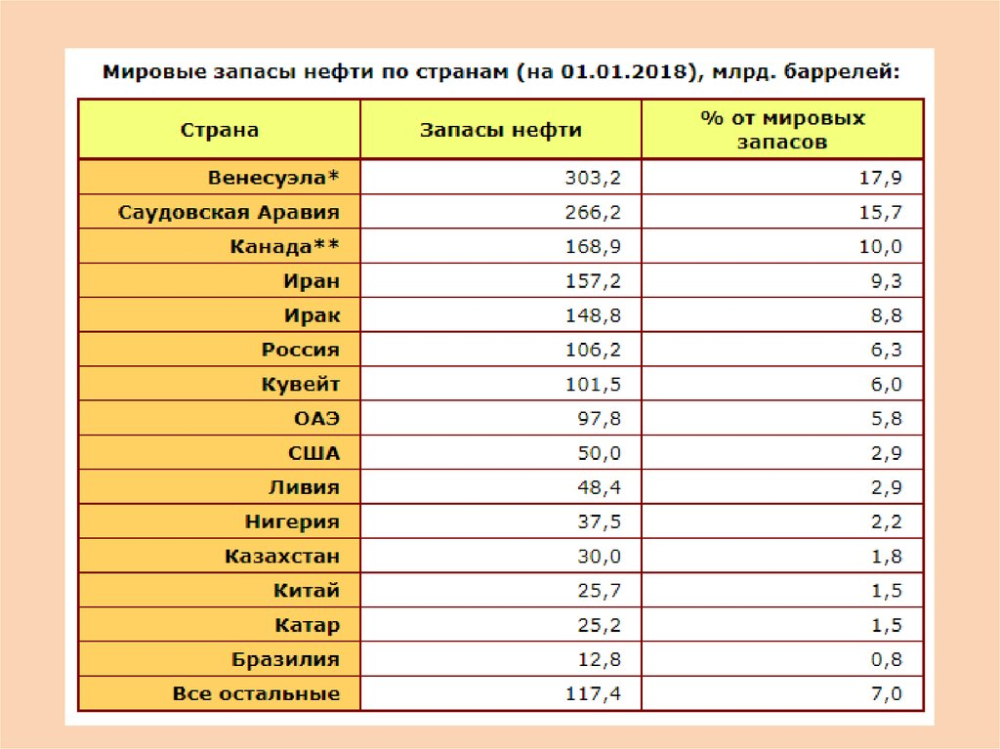 Мировые запасы нефти по странам (на 01.01.2018), млрд. баррелей:
Страна Запасы нефти % от мировых запасов
Венесуэла* 303,2 17,9
Саудовская Аравия 266,2 15,7
Канада** 168,9 10,0
Иран 157,2 9,3
Ирак 148,8 8,8
Россия 106,2 6,3
Кувейт 101,5 6,0
ОАЭ 97,8 5,8
США 50,0 2,9
Ливия 48,4 2,9
Нигерия 37,5 2,2
Казахстан 30,0 1,8
Китай 25,7 1,5
Катар 25,2 1,5
Бразилия 12,8 0,8
Все остальные 117,4 7,0